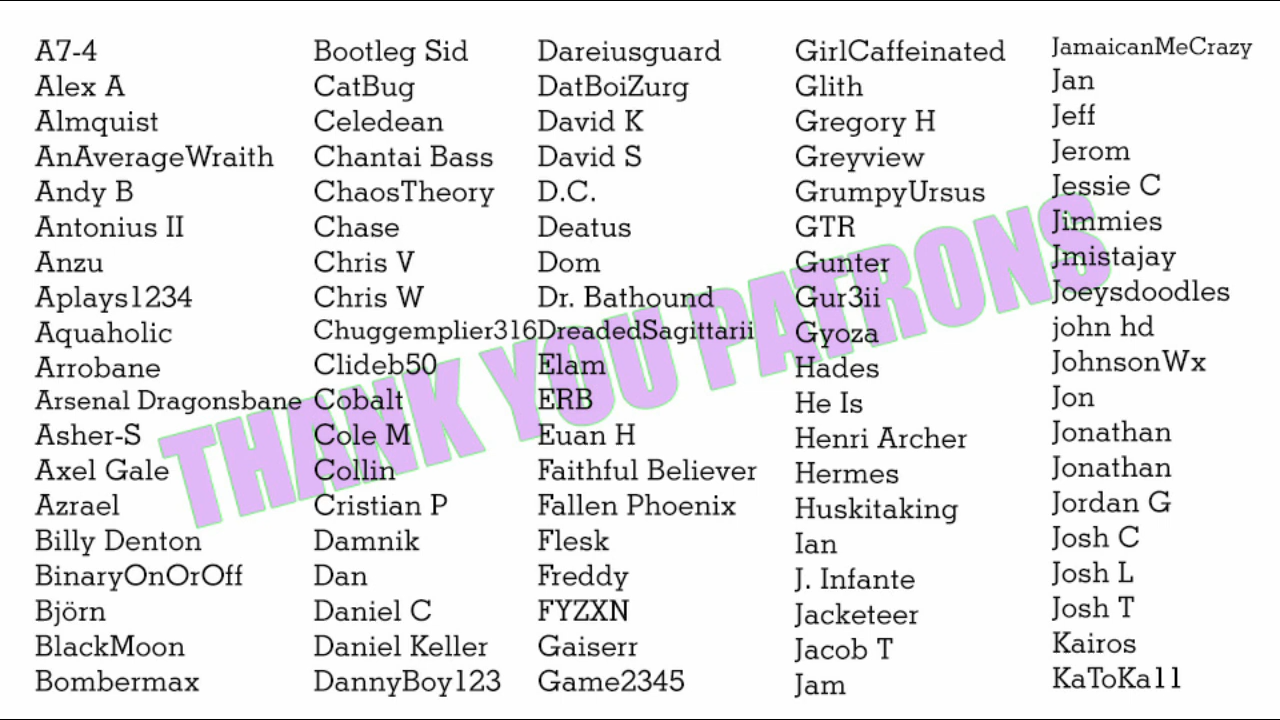 A7-4
Alex A
Almquist
AnAverageWraith
Andy B
Antonius II
Anzu
Aplays1234
Aquaholic
Arrobane
Arsenal Dragonsbane
Asher-S
Axel Gale
Azrael
Billy Denton
BinaryOnOrOff
Björn
BlackMoon
Bombermax
Bootleg Sid
CatBug
Celedean
Chantai Bass
ChaosTheory
Chase
Chris V
Chris W
Chuggemplier316
Clideb50
Cobalt
Cole M
Collin
Cristian P
Damnik
Dan
Daniel C
Daniel Keller
DannyBoy123
Dareiusguard
DatBoiZurg
David K
David S
D.C.
Deatus
Dom
Dr. Bathound
DreadedSagittarii
Elam
ERB
Euan H
Faithful Believer
Fallen Phoenix
Flesk
Freddy
FYZXN
Gaiserr
Game2345
GirlCaffeinated
Glith
Gregory H
Greyview
GrumpyUrsus
GTR
Gunter
Gur3ii
Gyoza
Hades
He Is
Henri Archer
Hermes
Huskitaking
Ian
J. Infante
Jacketeer
Jacob T
Jam
JamaicanMeCrazy
Jan
Jeff
Jerom
Jessie C
Jimmies
Jmistajay
Joeysdoodles
john hd
JohnsonWx
Jon
Jonathan
Jonathan
Jordan G
Josh C
Josh L
Josh T
Kairos
KaToKa11
THANK YOU PATRONS